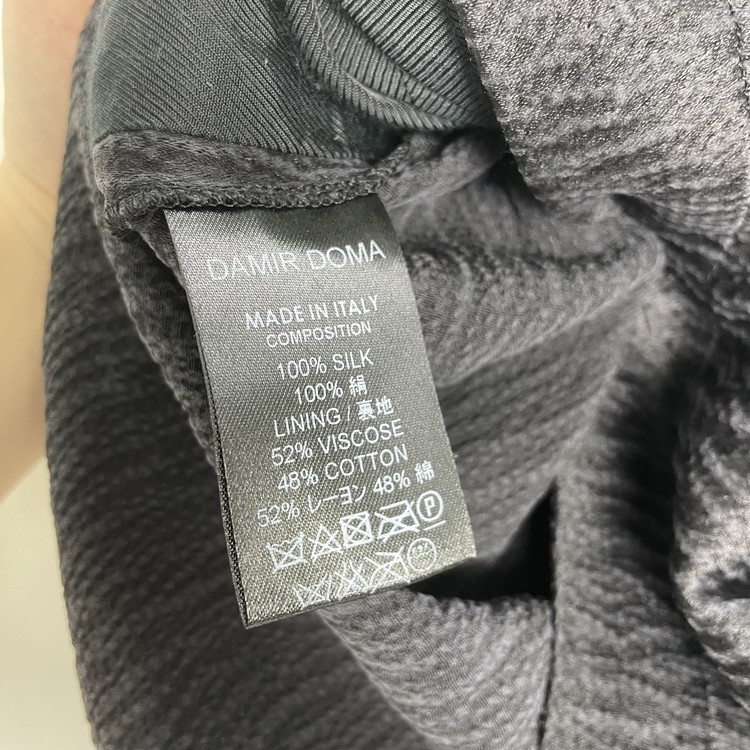 DAMIR DOMA
MADE IN ITALY
COMPOSITION
100% SILK
100% 絹
LINING / 裏地
52% VISCOSE
48% COTTON
52% レーヨン 48% 綿
P